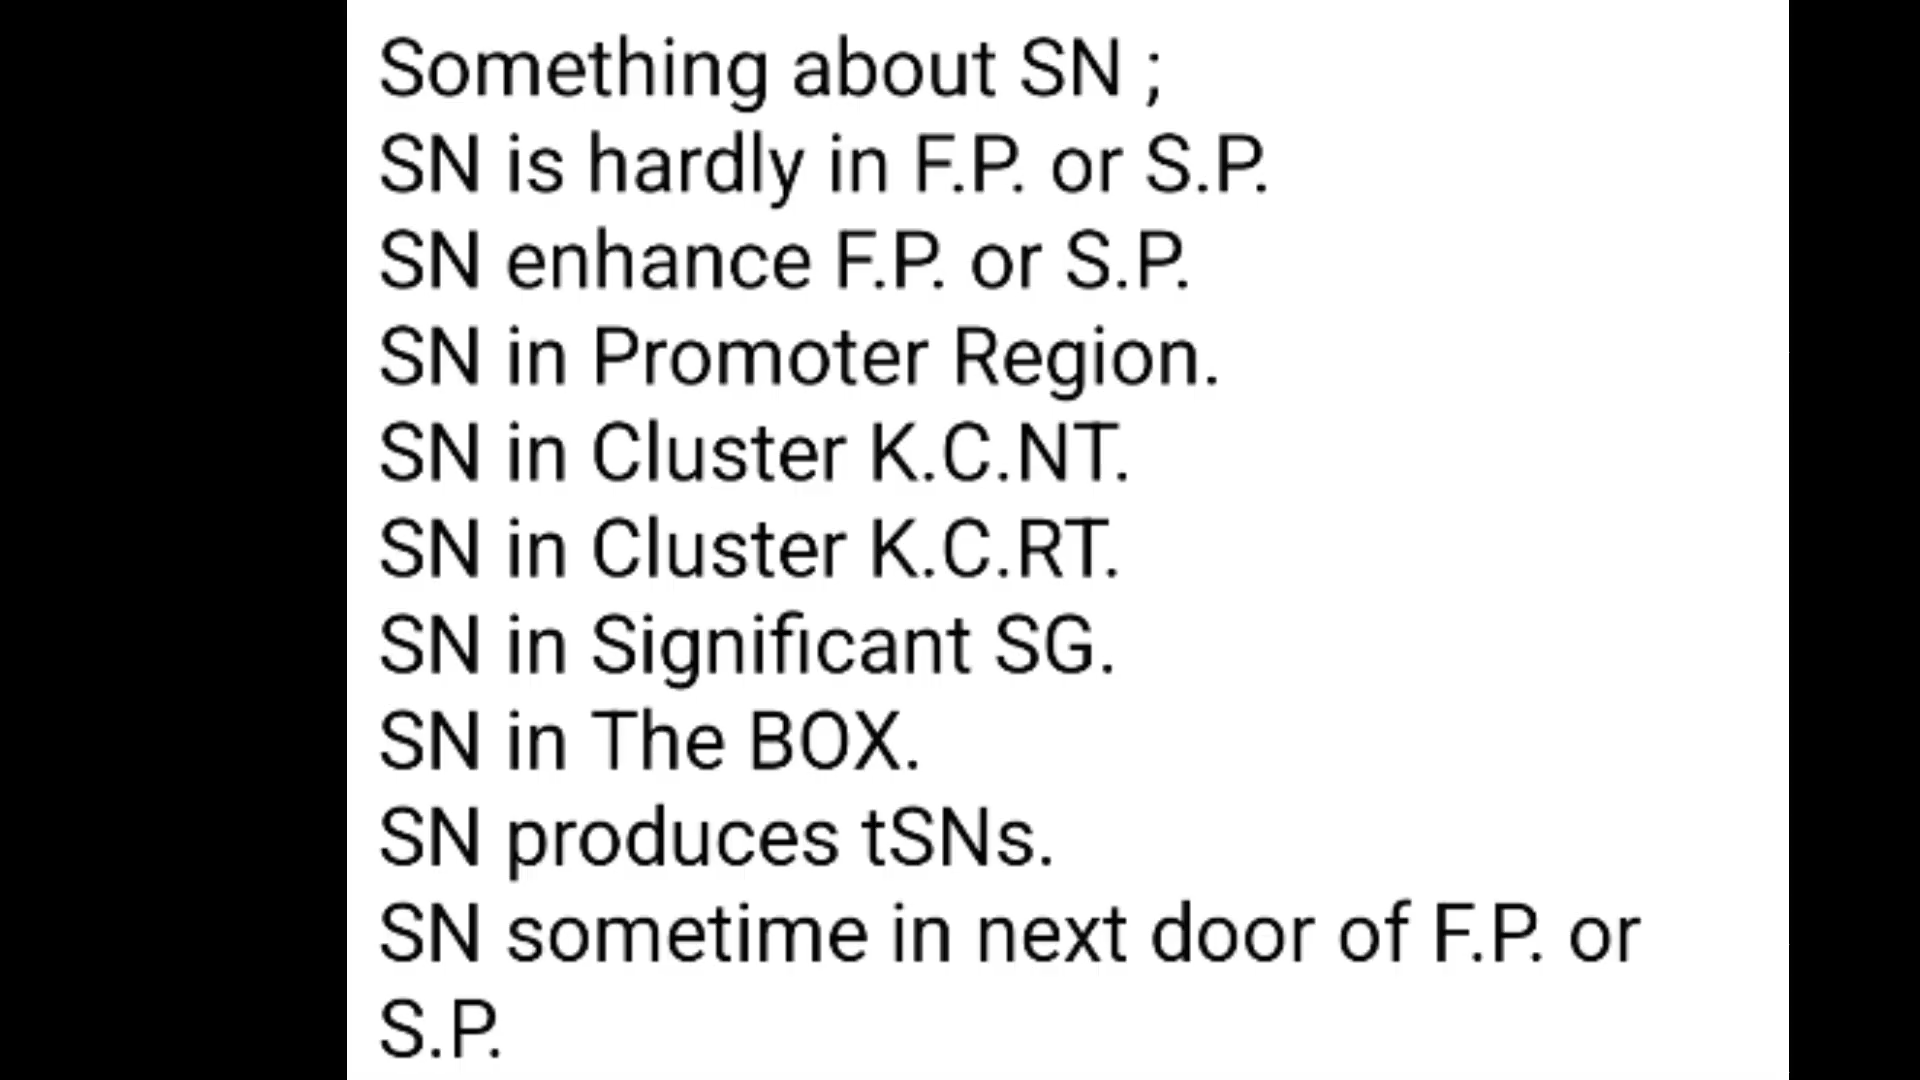 Something about SN ;
SN is hardly in F.P. or S.P.
SN enhance F.P. or S.P.
SN in Promoter Region.
SN in Cluster K.C.NT.
SN in Cluster K.C.RT.
SN in Significant SG.
SN in The BOX.
SN produces tSNs.
SN sometime in next door of F.P. or
S.P.